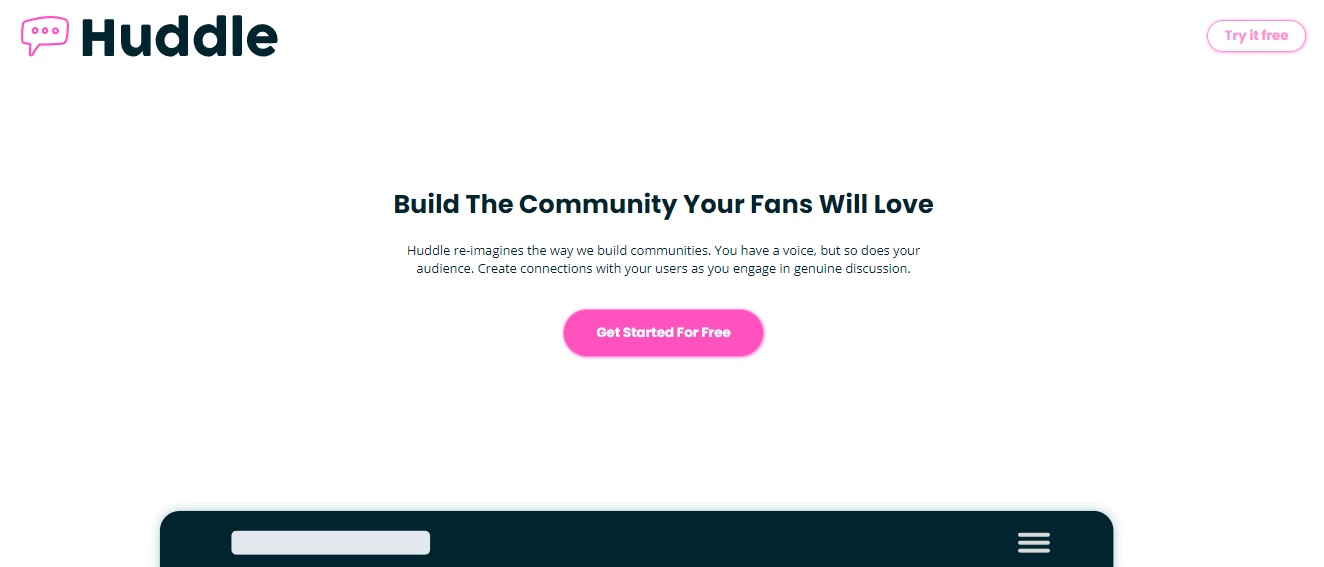 Huddle
Try it free
Build The Community Your Fans Will Love
Huddle re-imagines the way we build communities. You have a voice, but so does your
audience. Create connections with your users as you engage in genuine discussion.
Get Started For Free